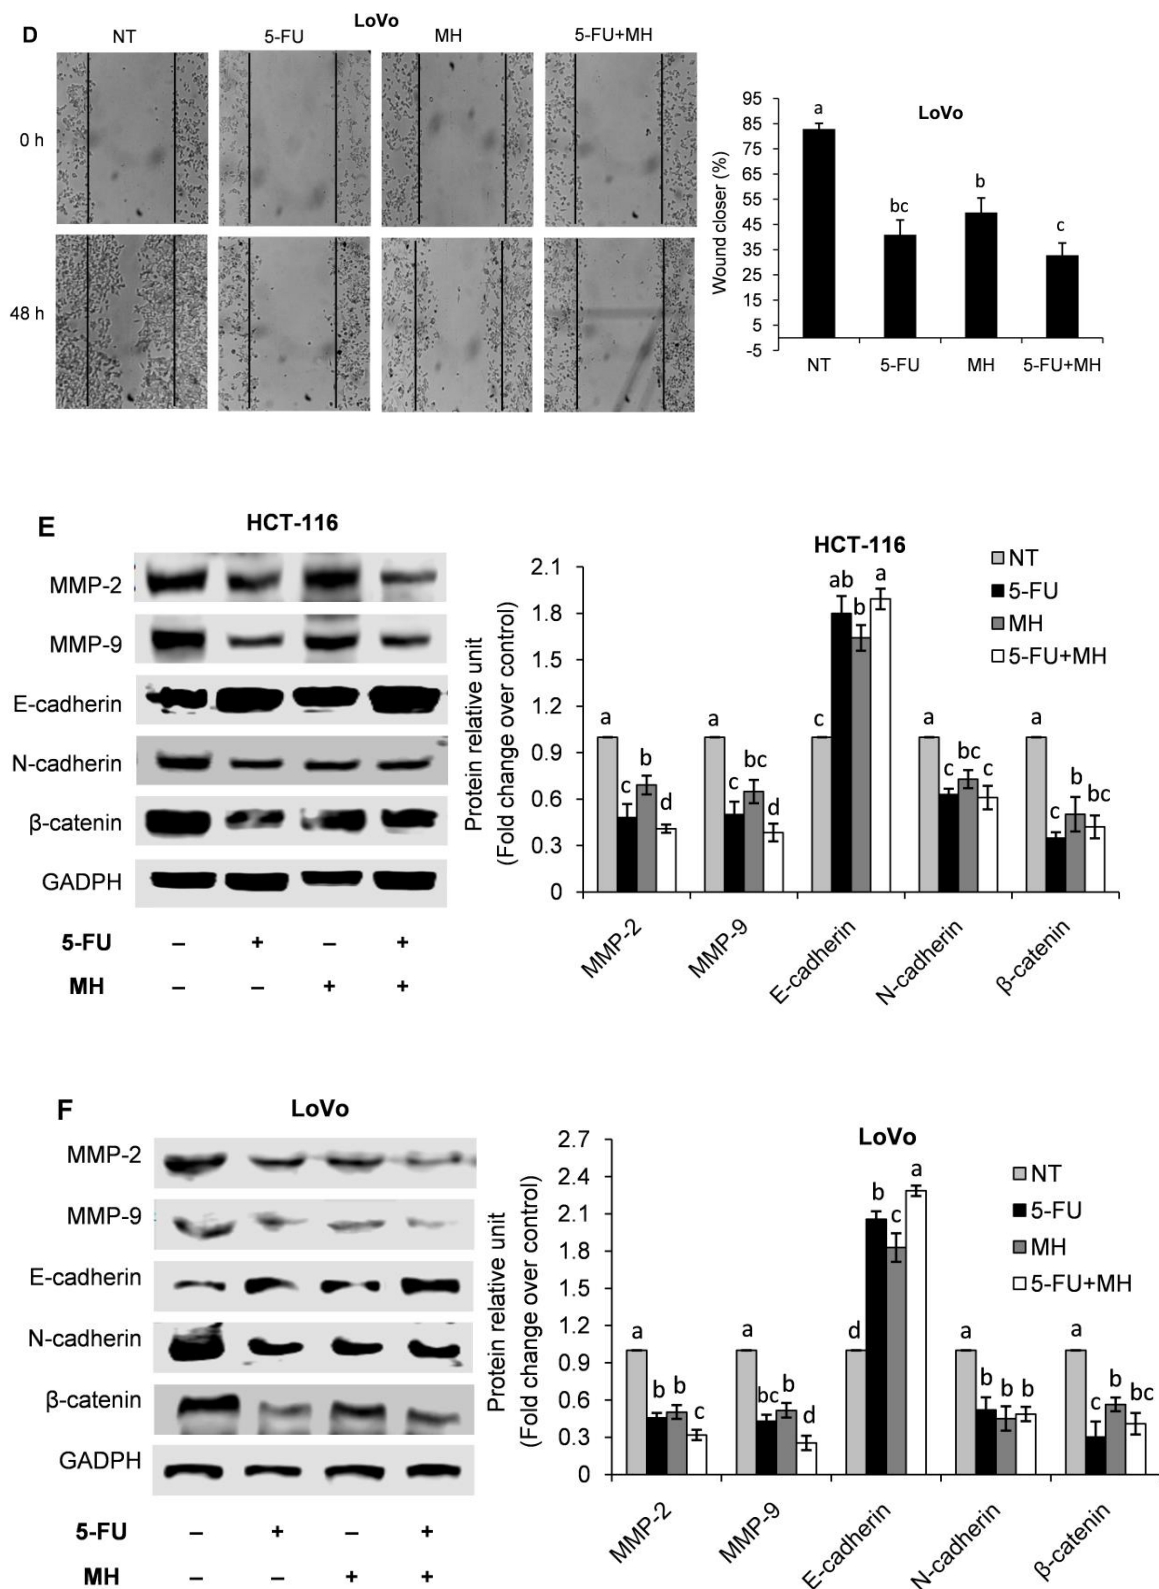 D
LoVo
NT 5-FU MH 5-FU+MH
0 h
48 h
LoVo
Wound closer (%)
95
85
75
65
55
45
35
25
15
5
-5
a
bc
b
c
NT 5-FU MH 5-FU+MH
E
HCT-116
MMP-2
MMP-9
E-cadherin
N-cadherin
β-catenin
GADPH
5-FU – + – +
MH – – + +
HCT-116
Protein relative unit
(Fold change over control)
2.1
1.8
1.5
1.2
0.9
0.6
0.3
0
NT
5-FU
MH
5-FU+MH
a c b d
a c bc d
c ab b a
a c bc c
a c b bc
MMP-2
MMP-9
E-cadherin
N-cadherin
β-catenin
F
LoVo
MMP-2
MMP-9
E-cadherin
N-cadherin
β-catenin
GADPH
5-FU – + – +
MH – – + +
LoVo
Protein relative unit
(Fold change over control)
2.7
2.4
2.1
1.8
1.5
1.2
0.9
0.6
0.3
0
NT
5-FU
MH
5-FU+MH
a b b c
a bc b d
d b c a
a b b b
a c b bc
MMP-2
MMP-9
E-cadherin
N-cadherin
β-catenin